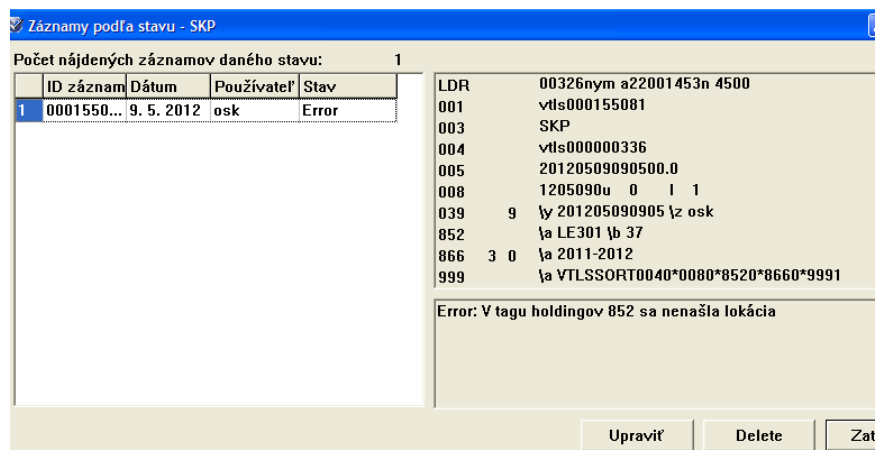 Záznamy podľa stavu - SKP
Počet nájdených záznamov daného stavu: 1
ID záznam Dátum Používateľ Stav
1 0001550... 9. 5. 2012 osk Error
LDR 00326nym a22001453n 4500
001 vtls000155081
003 SKP
004 vtls000000336
005 20120509090500.0
008 1205090u 0 l 1
039 9 \y 201205090905 \z osk
852 \a LE301 \b 37
866 3 0 \a 2011-2012
999 \a VTLSSORT0040*0080*8520*8660*9991
Error: V tagu holdingov 852 sa nenašla lokácia
Upraviť Delete Zat